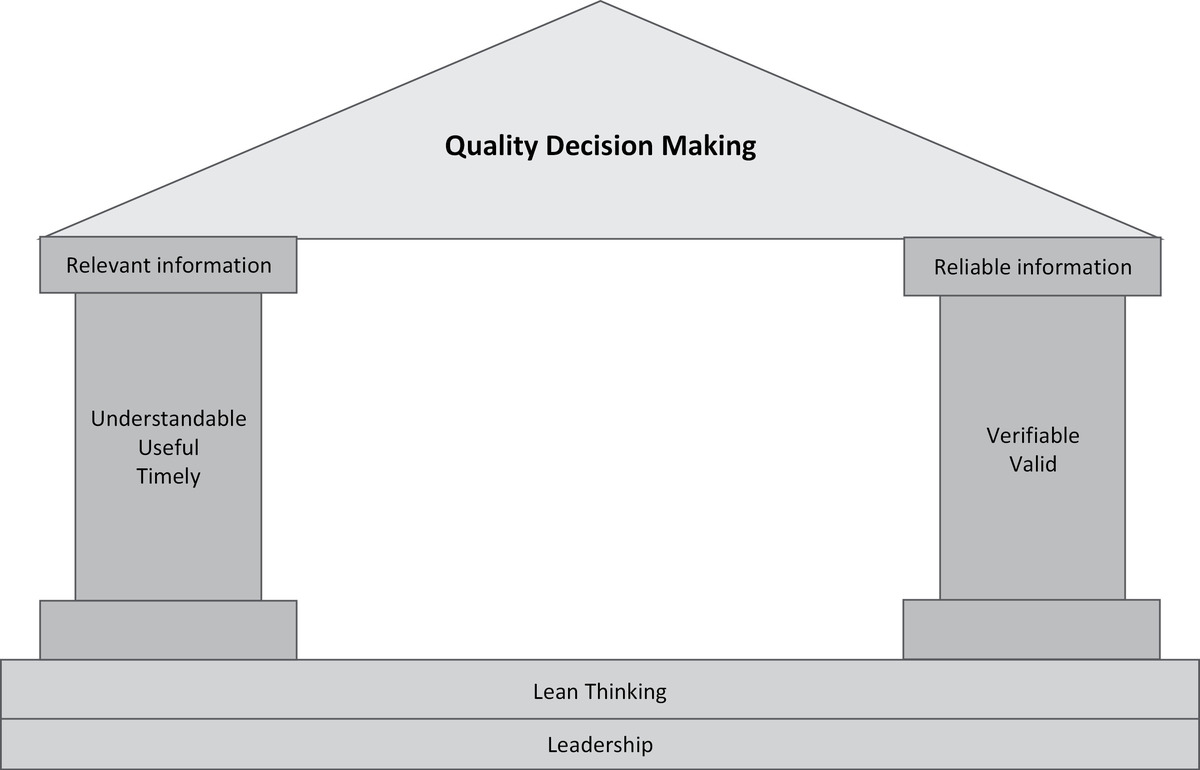 Quality Decision Making
Relevant information
Reliable information
Understandable
Useful
Timely
Verifiable
Valid
Lean Thinking
Leadership